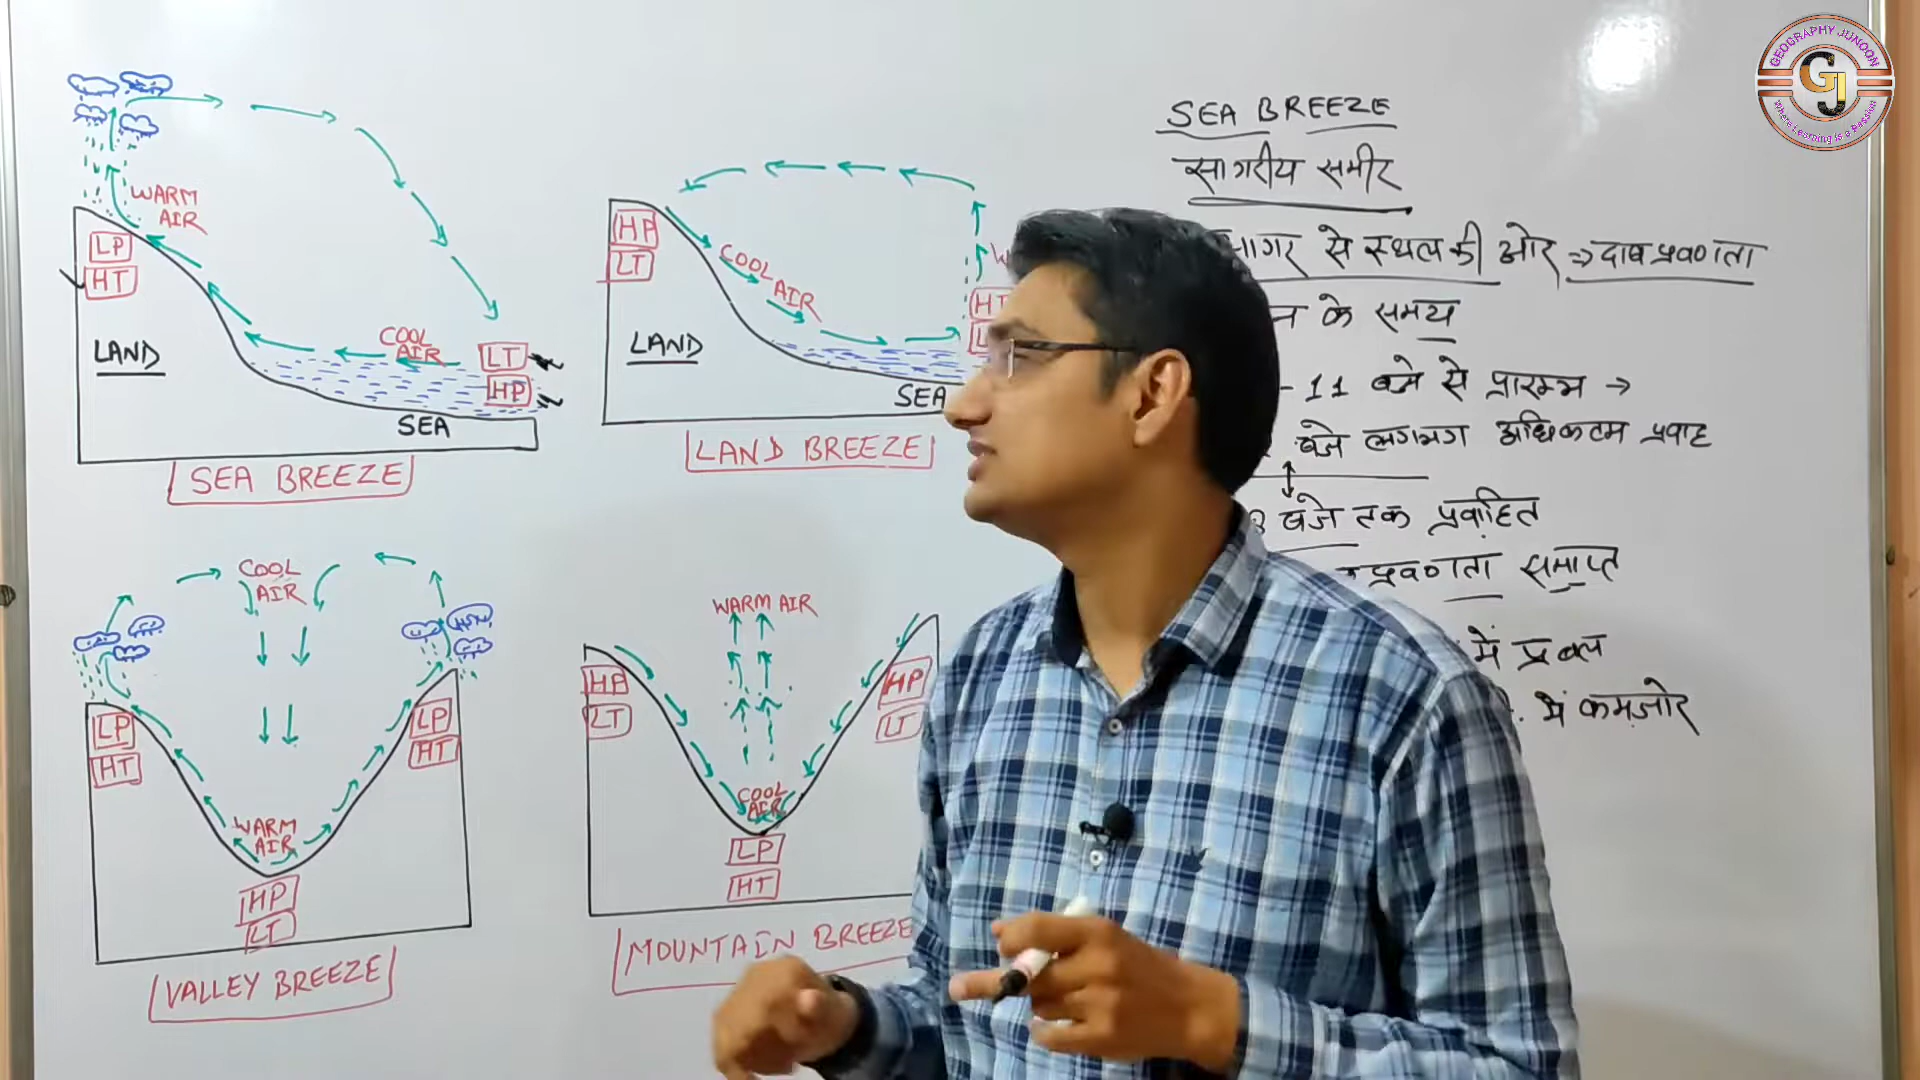 GEOGRAPHY JUNOON
GJ
Where Learning is a Passion
WARM
AIR
LP
HT
LAND
COOL
AIR
LT
HP
SEA
SEA BREEZE
HP
LT
COOL
AIR
LAND
HT
SEA
LAND BREEZE
SEA BREEZE
सागरीय समीर
से स्थल की ओर ⇒ दाब प्रवणता
के समय
-11 बजे से प्रारम्भ →
बजे लगभग अधिकतम प्रवाह
बजे तक प्रवाहित
समाप्त
में प्रबल
में कमजोर
COOL
AIR
LP
HT
LP
HT
WARM
AIR
HP
LT
VALLEY BREEZE
WARM AIR
HP
LT
HP
LT
COOL
AIR
LP
HT
MOUNTAIN BREEZE